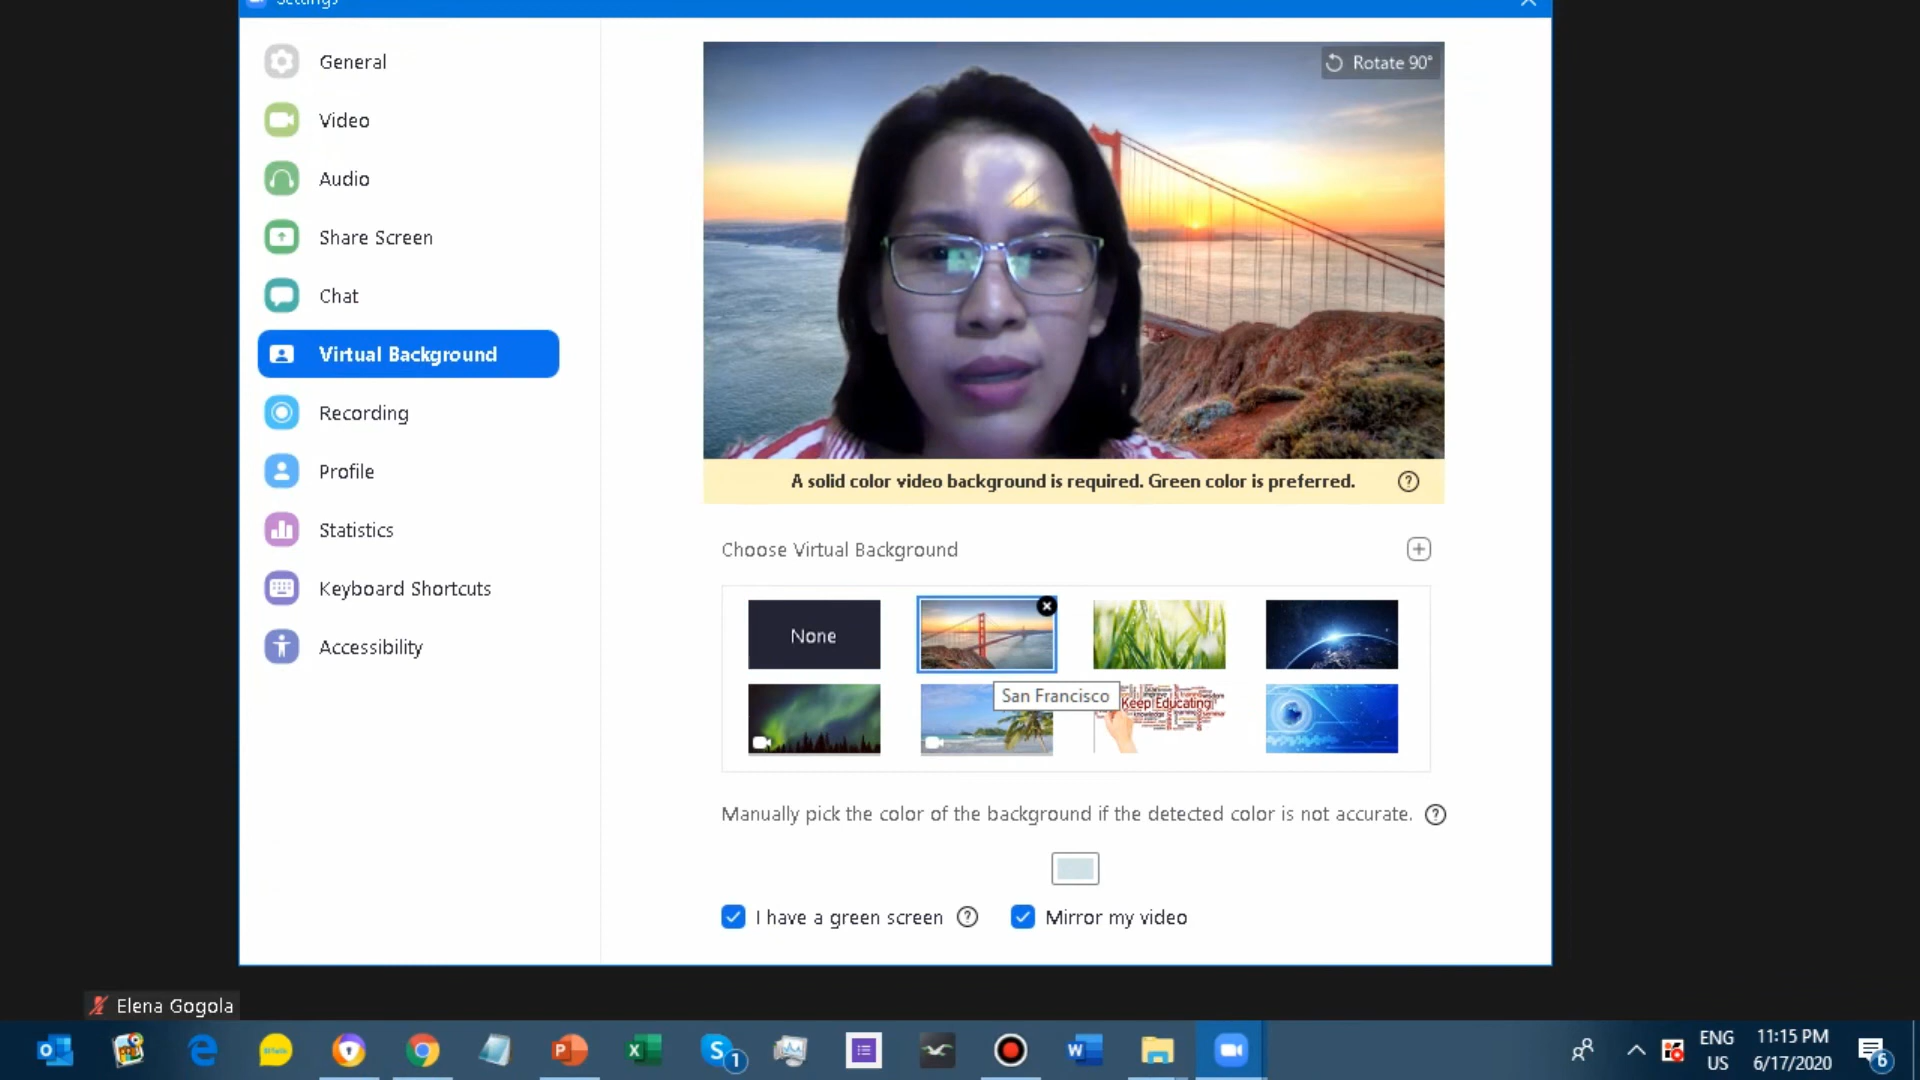 Settings
General
Rotate 90°
Video
Audio
Share Screen
Chat
Virtual Background
Recording
Profile
A solid color video background is required. Green color is preferred.
Statistics
Choose Virtual Background
Keyboard Shortcuts
None
Accessibility
San Francisco
Keep Educating
Manually pick the color of the background if the detected color is not accurate.
I have a green screen
Mirror my video
Elena Gogola
ENG
US
11:15 PM
6/17/2020
1
6